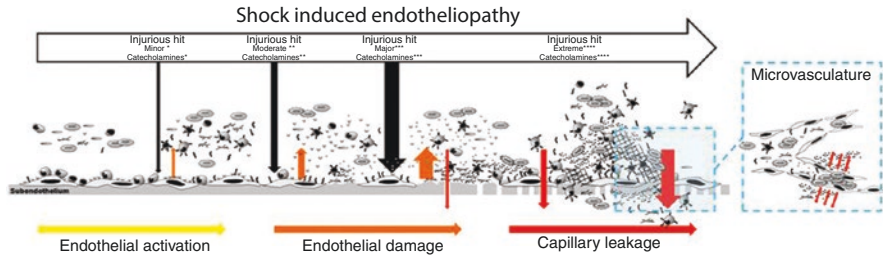 Shock induced endotheliopathy
Injurious hit
Minor *
Catecholamines*
Injurious hit
Moderate **
Catecholamines**
Injurious hit
Major***
Catecholamines***
Injurious hit
Extreme****
Catecholamines****
Microvasculature
Subendothelium
Endothelial activation
Endothelial damage
Capillary leakage